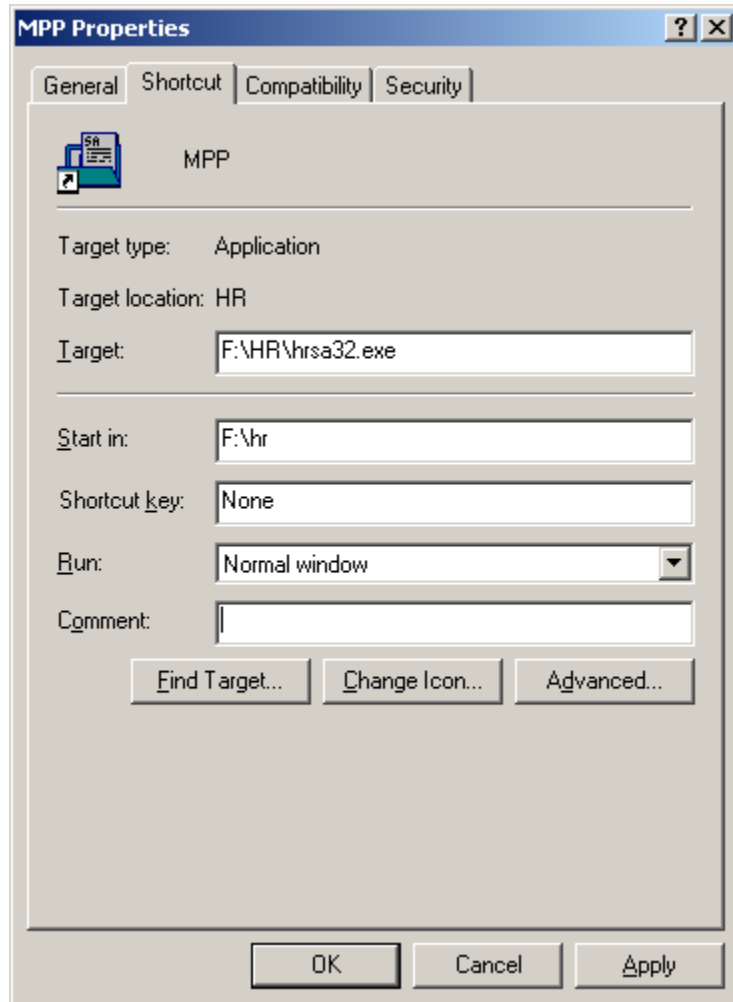 MPP Properties
General Shortcut Compatibility Security
SA
MPP
Target type: Application
Target location: HR
Target: F:\HR\hrsa32.exe
Start in: F:\hr
Shortcut key: None
Run: Normal window
Comment:
Find Target... Change Icon... Advanced...
OK Cancel Apply